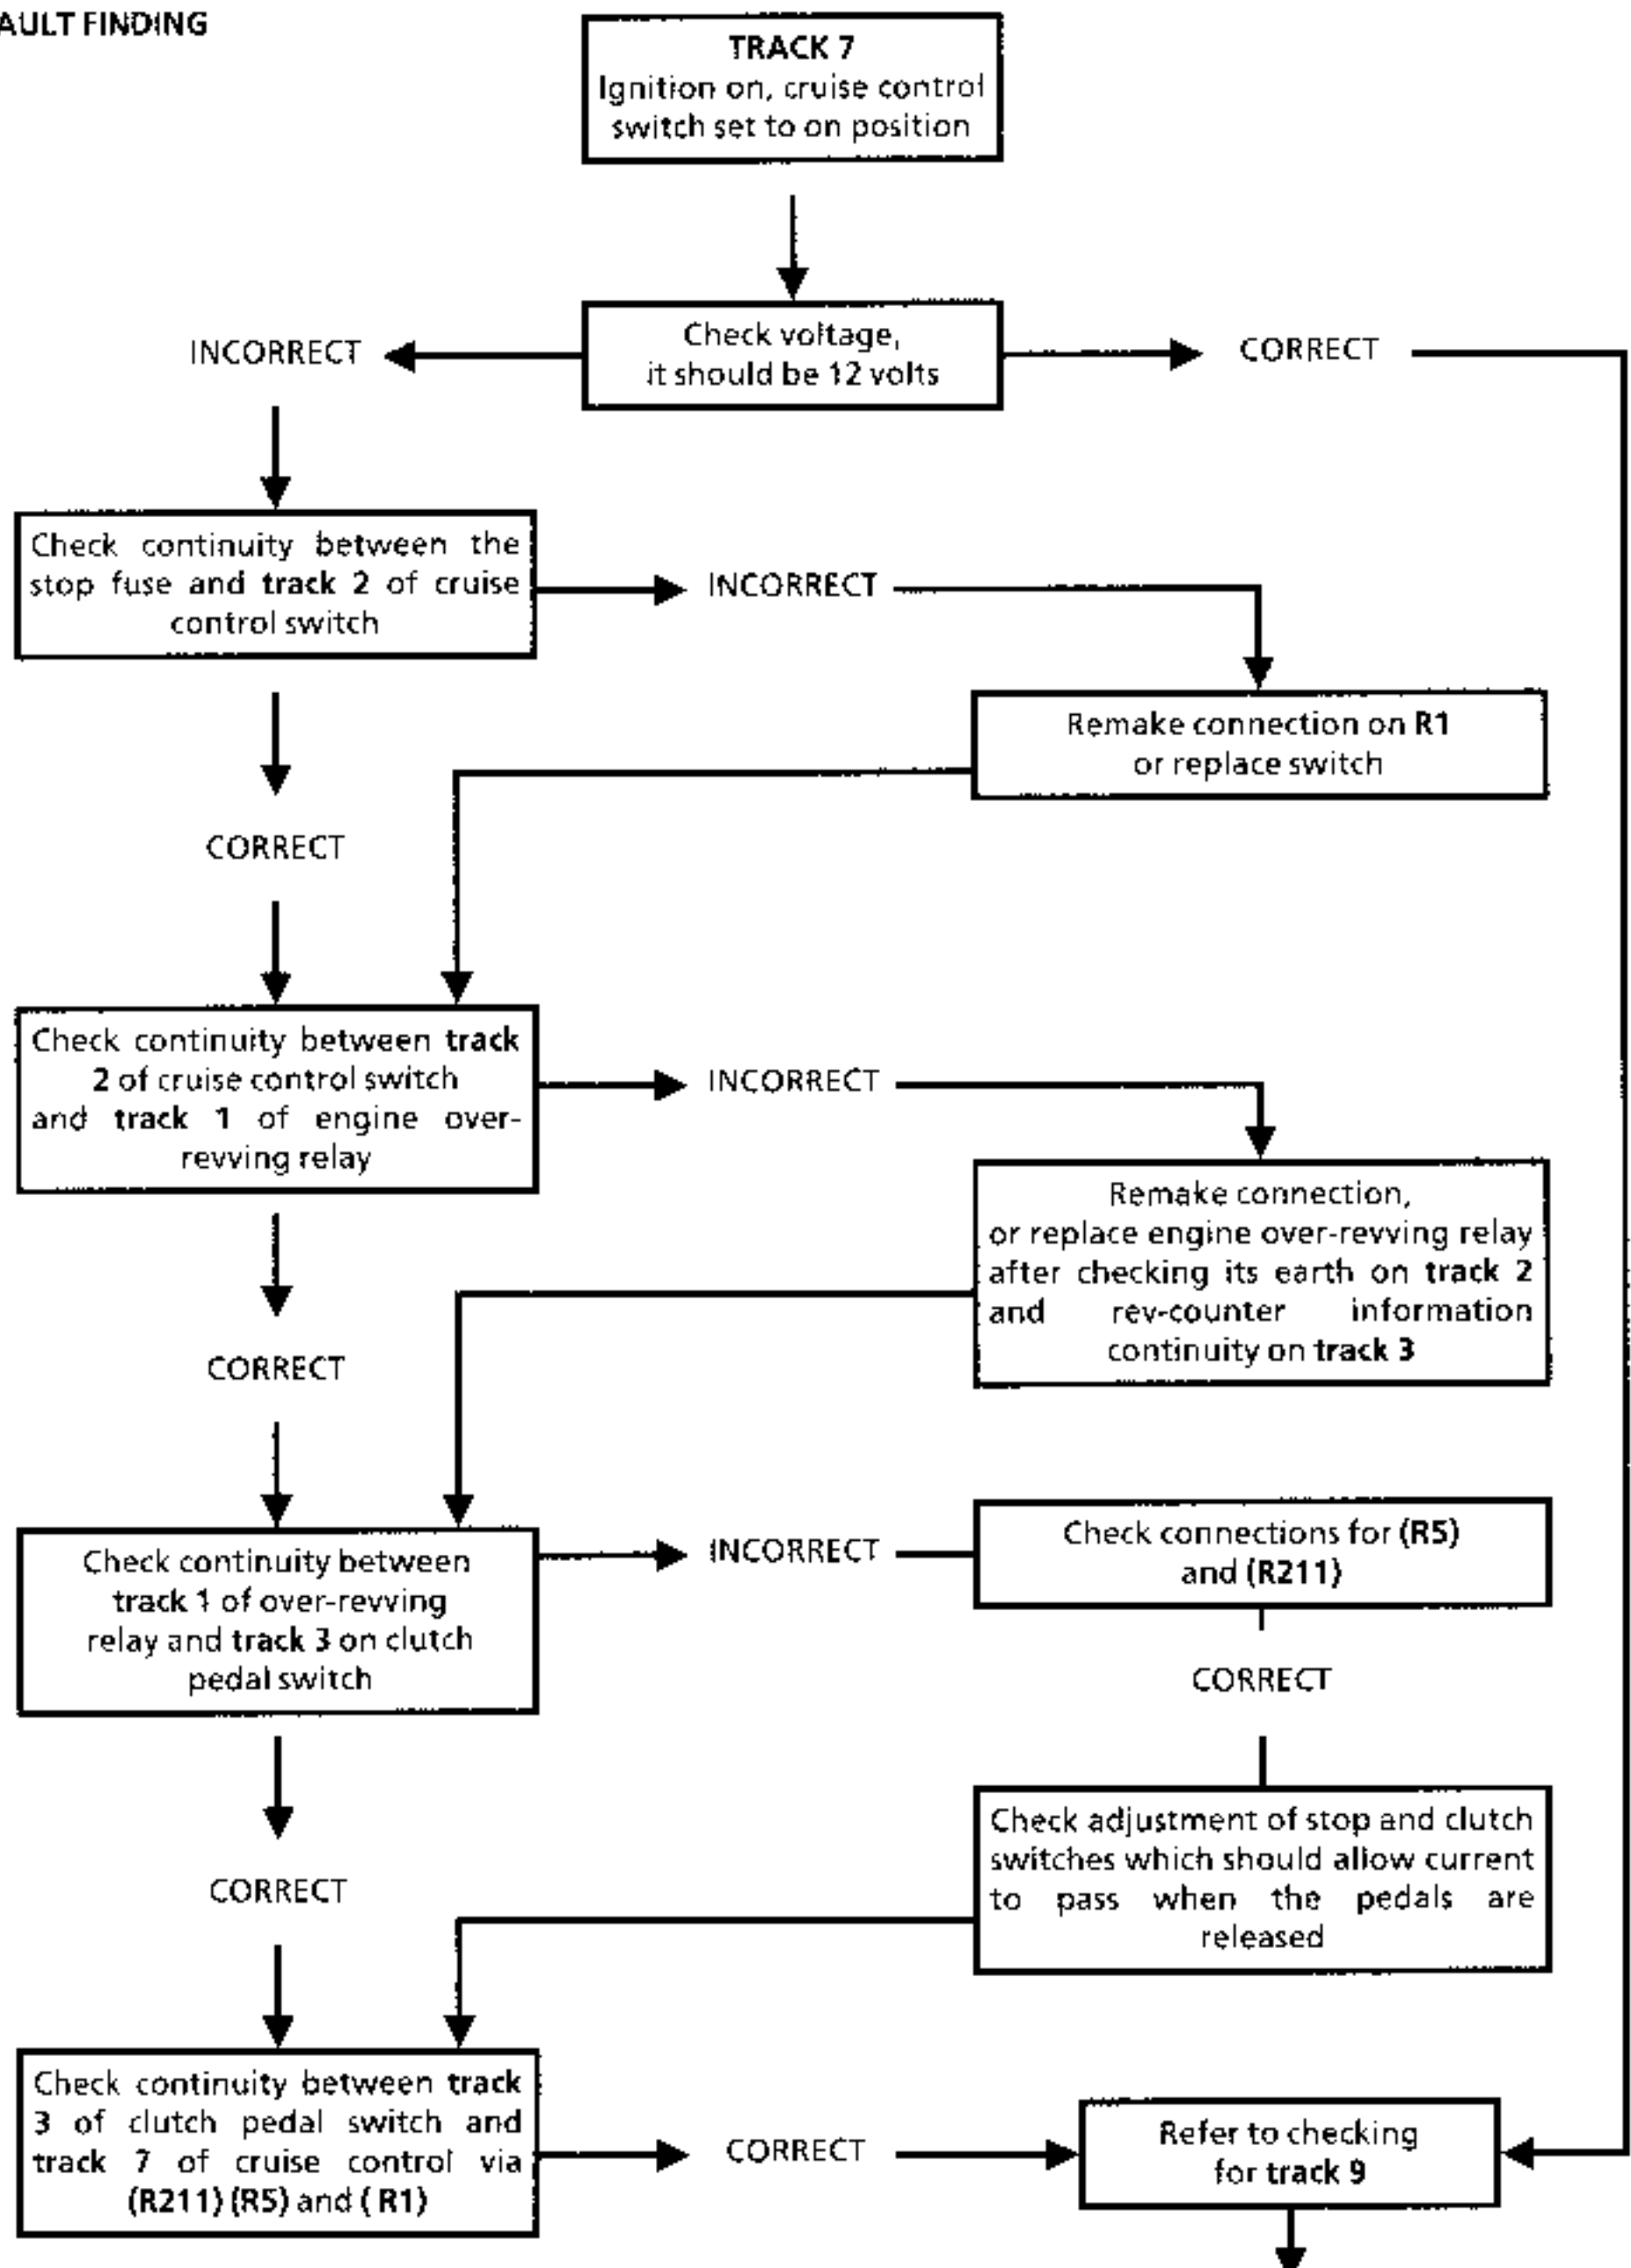 AULT FINDING
TRACK 7
Ignition on, cruise control
switch set to on position
Check voltage,
it should be 12 volts
INCORRECT
CORRECT
Check continuity between the
stop fuse and track 2 of cruise
control switch
INCORRECT
Remake connection on R1
or replace switch
CORRECT
Check continuity between track
2 of cruise control switch
and track 1 of engine over-
revving relay
INCORRECT
Remake connection,
or replace engine over-revving relay
after checking its earth on track 2
and rev-counter information
continuity on track 3
CORRECT
Check continuity between
track 1 of over-revving
relay and track 3 on clutch
pedal switch
INCORRECT
Check connections for (R5)
and (R211)
CORRECT
Check adjustment of stop and clutch
switches which should allow current
to pass when the pedals are
released
CORRECT
Check continuity between track
3 of clutch pedal switch and
track 7 of cruise control via
(R211) (R5) and ( R1)
CORRECT
Refer to checking
for track 9